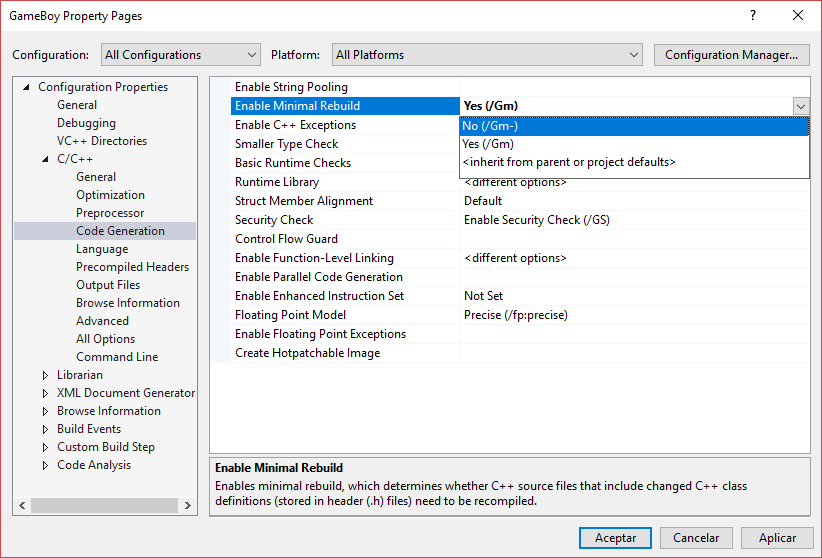 GameBoy Property Pages
Configuration: All Configurations Platform: All Platforms Configuration Manager...
Configuration Properties
General
Debugging
VC++ Directories
C/C++
General
Optimization
Preprocessor
Code Generation
Language
Precompiled Headers
Output Files
Browse Information
Advanced
All Options
Command Line
Librarian
XML Document Generator
Browse Information
Build Events
Custom Build Step
Code Analysis
Enable String Pooling
Enable Minimal Rebuild Yes (/Gm)
Enable C++ Exceptions No (/Gm-)
Smaller Type Check Yes (/Gm)
Basic Runtime Checks <inherit from parent or project defaults>
Runtime Library <different options>
Struct Member Alignment Default
Security Check Enable Security Check (/GS)
Control Flow Guard
Enable Function-Level Linking <different options>
Enable Parallel Code Generation
Enable Enhanced Instruction Set Not Set
Floating Point Model Precise (/fp:precise)
Enable Floating Point Exceptions
Create Hotpatchable Image
Enable Minimal Rebuild
Enables minimal rebuild, which determines whether C++ source files that include changed C++ class
definitions (stored in header (.h) files) need to be recompiled.
Aceptar Cancelar Aplicar